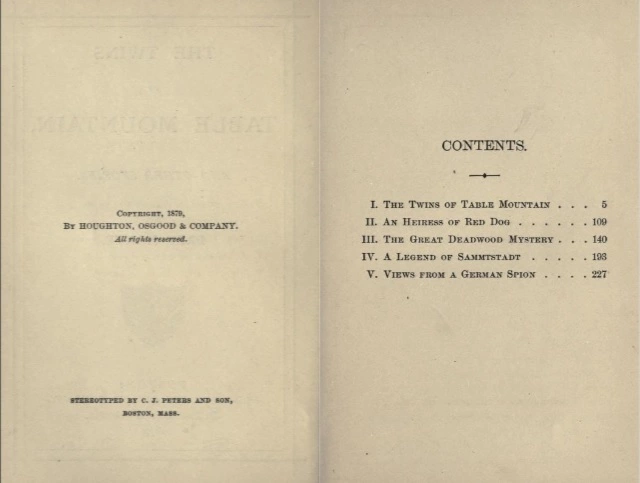 Copyright, 1879,
By HOUGHTON, OSGOOD & COMPANY.
All rights reserved.
STEREOTYPED BY C. J. PETERS AND SON,
BOSTON, MASS.
CONTENTS.
I. The Twins of Table Mountain . . . 5
II. An Heiress of Red Dog . . . . . . 109
III. The Great Deadwood Mystery . . . 140
IV. A Legend of Sammtstadt . . . . . 193
V. Views from a German Spion . . . . 227